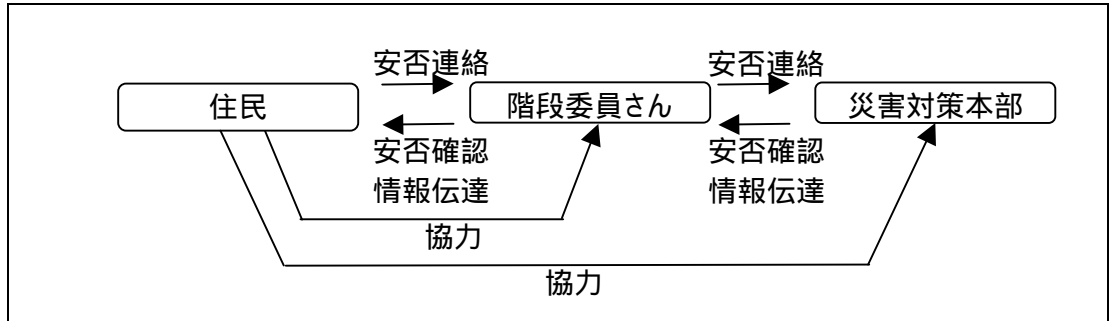 安否連絡
安否連絡
住民
階段委員さん
災害対策本部
安否確認
情報伝達
安否確認
情報伝達
協力
協力